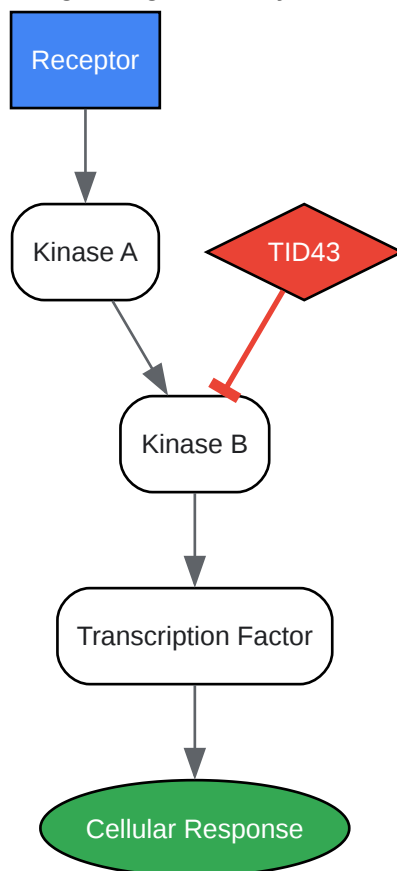 Receptor
Kinase A
TID43
Kinase B
Transcription Factor
Cellular Response